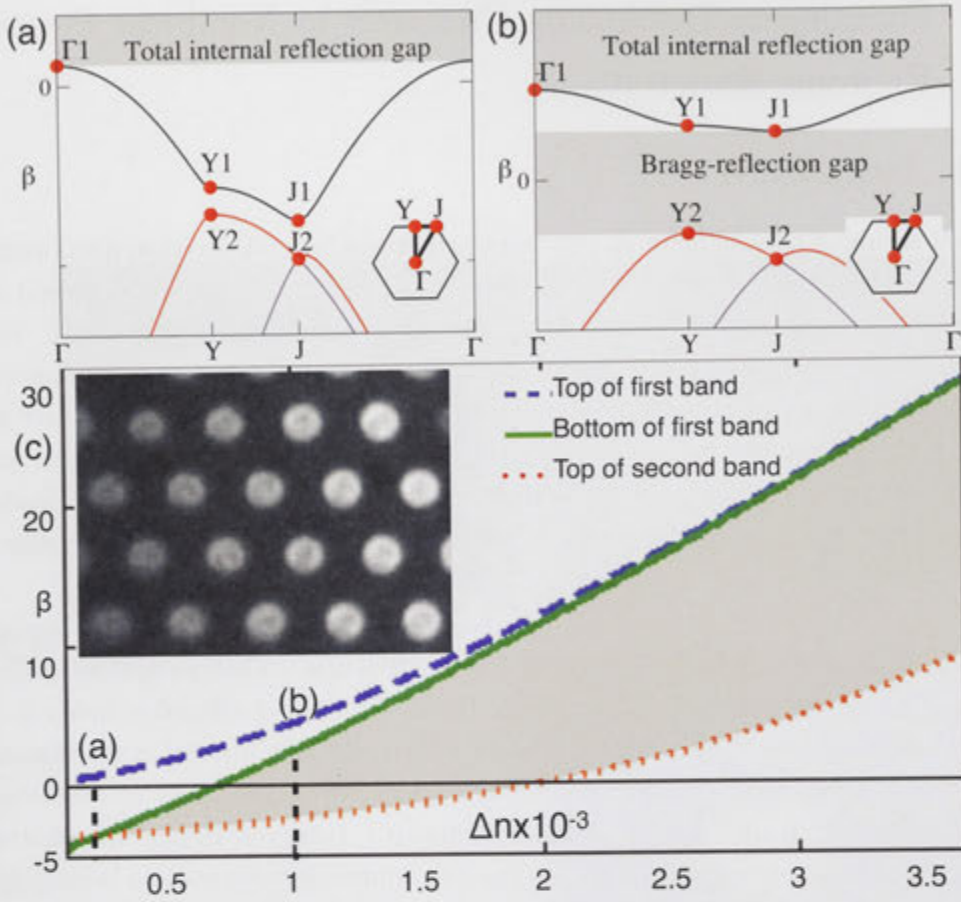 (a)
Γ1
Total internal reflection gap
0
β
Y1
J1
Y2
J2
Y J
Γ
Γ Y J Γ
(b)
Γ1
Total internal reflection gap
Y1 J1
β 0
Bragg-reflection gap
Y2
J2
Y J
Γ
Γ Y J Γ
(c)
30
20
β
10
0
-5
Top of first band
Bottom of first band
Top of second band
(a)
(b)
Δnx10-3
0.5 1 1.5 2 2.5 3 3.5